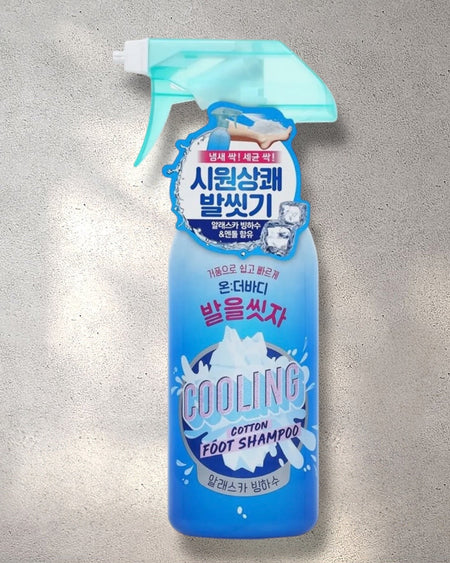 냄새 싹! 세균 싹!
시원상쾌
발씻기
알래스카 빙하수
&멘톨 함유
거품으로 쉽고 빠르게
온:더바디
발을씻자
COOLING
COTTON
FOOT SHAMPOO
알래스카 빙하수